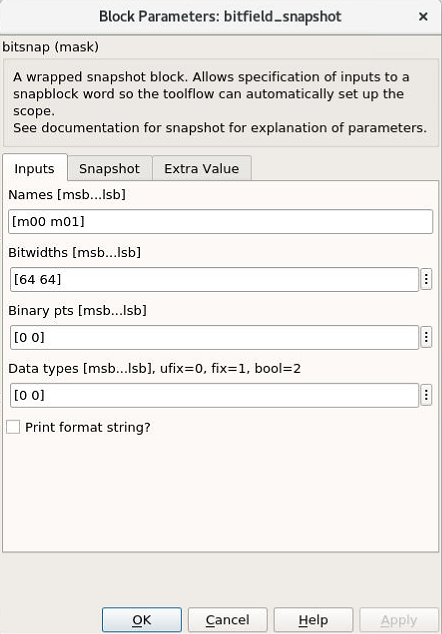 Block Parameters: bitfield_snapshot ×
bitsnap (mask)
A wrapped snapshot block. Allows specification of inputs to a
snapblock word so the toolflow can automatically set up the
scope.
See documentation for snapshot for explanation of parameters.
Inputs Snapshot Extra Value
Names [msb...lsb]
[m00 m01]
Bitwidths [msb...lsb]
[64 64]
Binary pts [msb...lsb]
[0 0]
Data types [msb...lsb], ufix=0, fix=1, bool=2
[0 0]
Print format string?
OK Cancel Help Apply